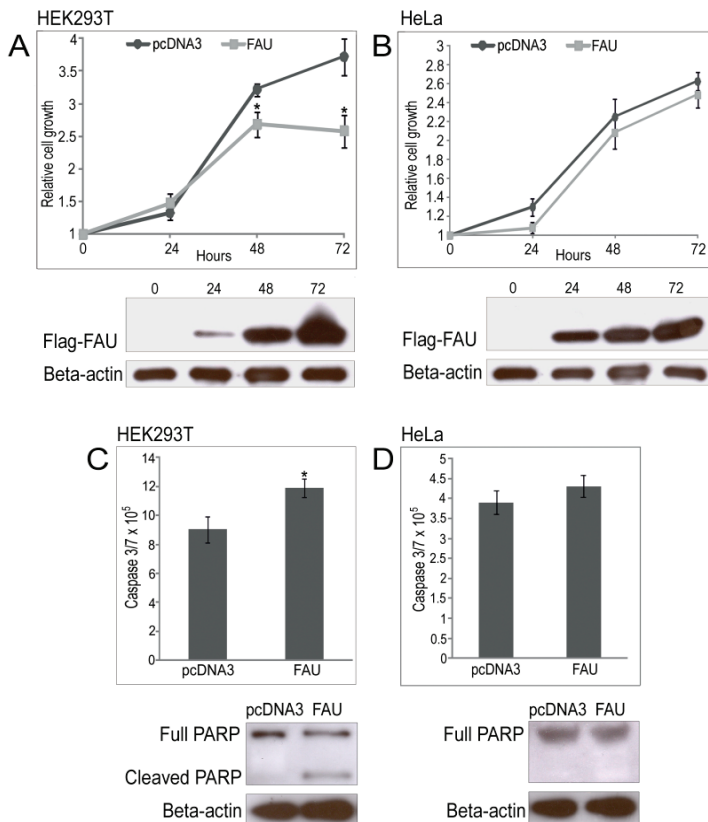 HEK293T
A
pcDNA3 FAU
Relative cell growth
4
3.5
3
2.5
2
1.5
1
* *
0 24 48 72
Hours
0 24 48 72
Flag-FAU
Beta-actin
HeLa
B
pcDNA3 FAU
Relative cell growth
3
2.8
2.6
2.4
2.2
2
1.8
1.6
1.4
1.2
1
0 24 48 72
Hours
0 24 48 72
Flag-FAU
Beta-actin
HEK293T
C
Caspase 3/7 x 10⁵
14
12
10
8
6
4
2
0
*
pcDNA3 FAU
pcDNA3 FAU
Full PARP
Cleaved PARP
Beta-actin
HeLa
D
Caspase 3/7 x 10⁵
5
4.5
4
3.5
3
2.5
2
1.5
1
0.5
0
pcDNA3 FAU
pcDNA3 FAU
Full PARP
Beta-actin